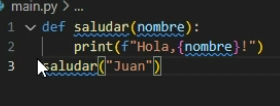 main.py > ...
1 def saludar(nombre):
2     print(f"Hola,{nombre}!")
3 saludar("Juan")